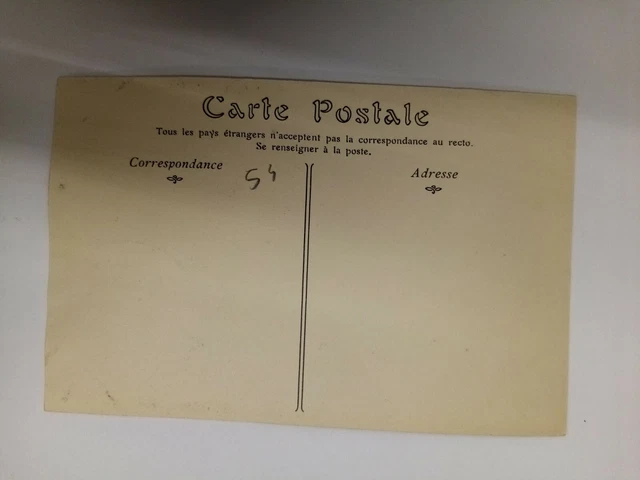 Carte Postale
Tous les pays étrangers n'acceptent pas la correspondance au recto.
Se renseigner à la poste.
Correspondance
54
Adresse